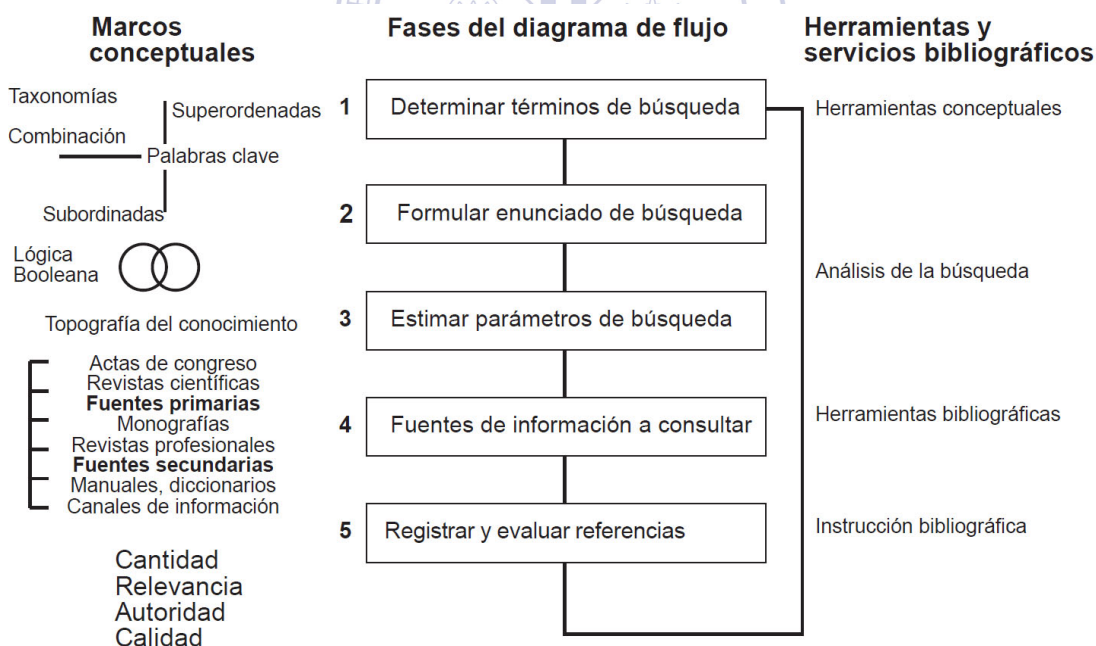 Marcos
conceptuales
Taxonomías
Superordenadas
Combinación
Palabras clave
Subordinadas
Lógica
Booleana
Topografía del conocimiento
Actas de congreso
Revistas científicas
Fuentes primarias
Monografías
Revistas profesionales
Fuentes secundarias
Manuales, diccionarios
Canales de información
Cantidad
Relevancia
Autoridad
Calidad
Fases del diagrama de flujo
1 Determinar términos de búsqueda
2 Formular enunciado de búsqueda
3 Estimar parámetros de búsqueda
4 Fuentes de información a consultar
5 Registrar y evaluar referencias
Herramientas y
servicios bibliográficos
Herramientas conceptuales
Análisis de la búsqueda
Herramientas bibliográficas
Instrucción bibliográfica